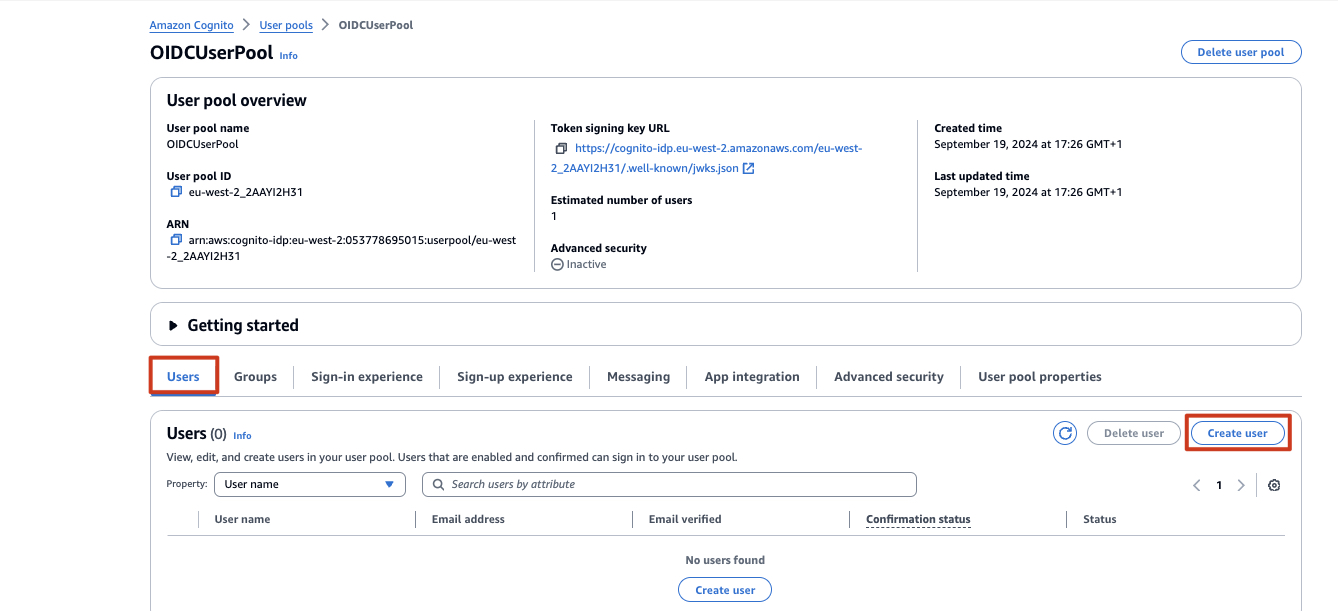 Amazon Cognito > User pools > OIDCUserPool
OIDCUserPool Info
Delete user pool
User pool overview
User pool name
OIDCUserPool
User pool ID
eu-west-2_2AAYI2H31
ARN
arn:aws:cognito-idp:eu-west-2:053778695015:userpool/eu-west
-2_2AAYI2H31
Token signing key URL
https://cognito-idp.eu-west-2.amazonaws.com/eu-west-
2_2AAYI2H31/.well-known/jwks.json
Estimated number of users
1
Advanced security
Inactive
Created time
September 19, 2024 at 17:26 GMT+1
Last updated time
September 19, 2024 at 17:26 GMT+1
Getting started
Users Groups Sign-in experience Sign-up experience Messaging App integration Advanced security User pool properties
Users (0) Info
Delete user Create user
View, edit, and create users in your user pool. Users that are enabled and confirmed can sign in to your user pool.
Property: User name Search users by attribute 1
User name Email address Email verified Confirmation status Status
No users found
Create user